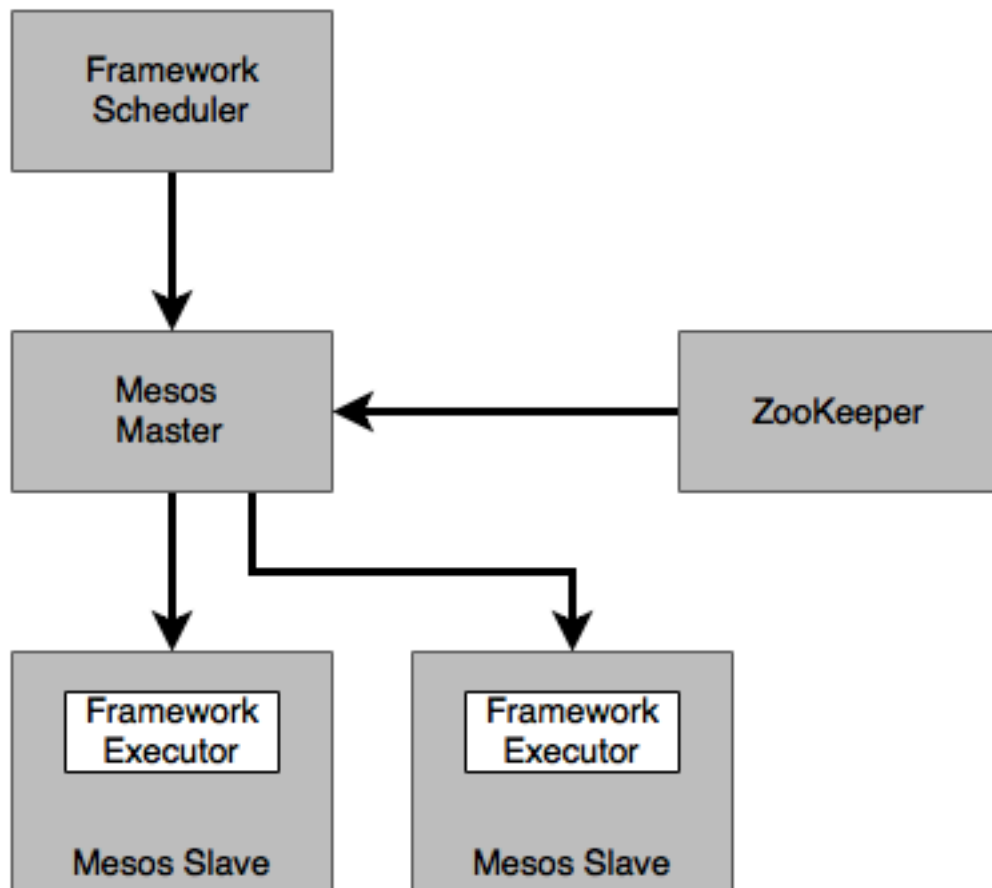 Framework
Scheduler
Mesos
Master
ZooKeeper
Framework
Executor
Mesos Slave
Framework
Executor
Mesos Slave